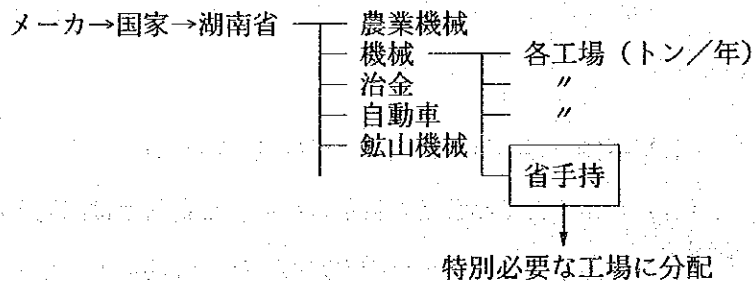 メーカ→国家→湖南省 農業機械
機械 各工場（トン／年）
冶金 〃
自動車 〃
鉱山機械
省手持
特別必要な工場に分配